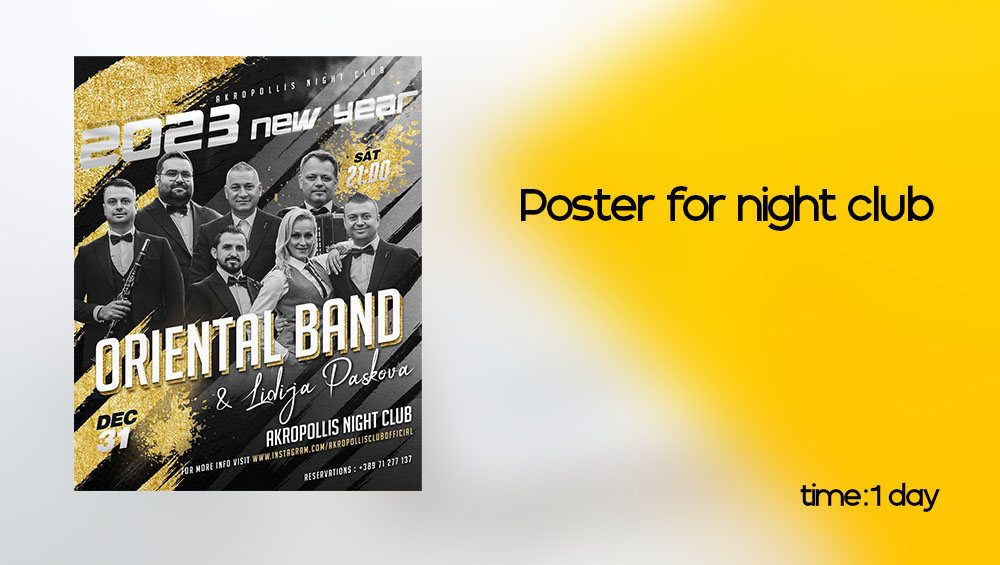 AKROPOLLIS NIGHT CLUB
2023 new year
SAT
21:00
ORIENTAL BAND
& Lidija Paskova
DEC
31
AKROPOLLIS NIGHT CLUB
FOR MORE INFO VISIT WWW.INSTAGRAM.COM/AKROPOLLISCLUBOFFICIAL
RESERVATIONS : +389 71 277 137
Poster for night club
time:1 day